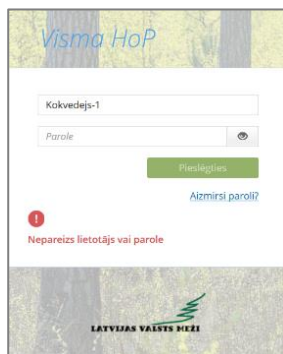 Visma HoP
Kokvedejs-1
Parole
Pieslēgties
Aizmirsi paroli?
!
Nepareizs lietotājs vai parole
LATVIJAS VALSTS MEŽI